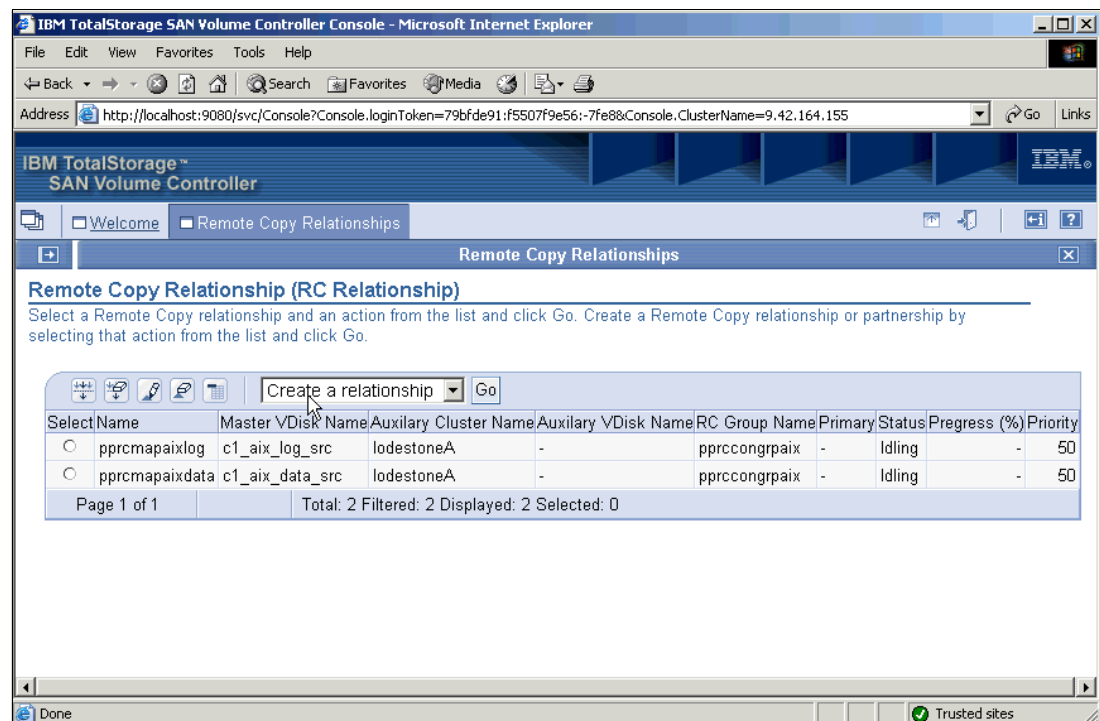 IBM TotalStorage SAN Volume Controller Console - Microsoft Internet Explorer
File Edit View Favorites Tools Help
Back Search Favorites Media
Address http://localhost:9080/svc/Console?Console.loginToken=79bfde91:f5507f9e56:-7fe8&Console.ClusterName=9.42.164.155 Go Links
IBM TotalStorage™
SAN Volume Controller
IBM®
Welcome Remote Copy Relationships
Remote Copy Relationships
Remote Copy Relationship (RC Relationship)
Select a Remote Copy relationship and an action from the list and click Go. Create a Remote Copy relationship or partnership by
selecting that action from the list and click Go.
Create a relationship Go
Select Name Master VDisk Name Auxilary Cluster Name Auxilary VDisk Name RC Group Name Primary Status Pregress (%) Priority
pprcmapaixlog c1_aix_log_src lodestoneA - pprccongrpaix - Idling - 50
pprcmapaixdata c1_aix_data_src lodestoneA - pprccongrpaix - Idling - 50
Page 1 of 1 Total: 2 Filtered: 2 Displayed: 2 Selected: 0
Done Trusted sites